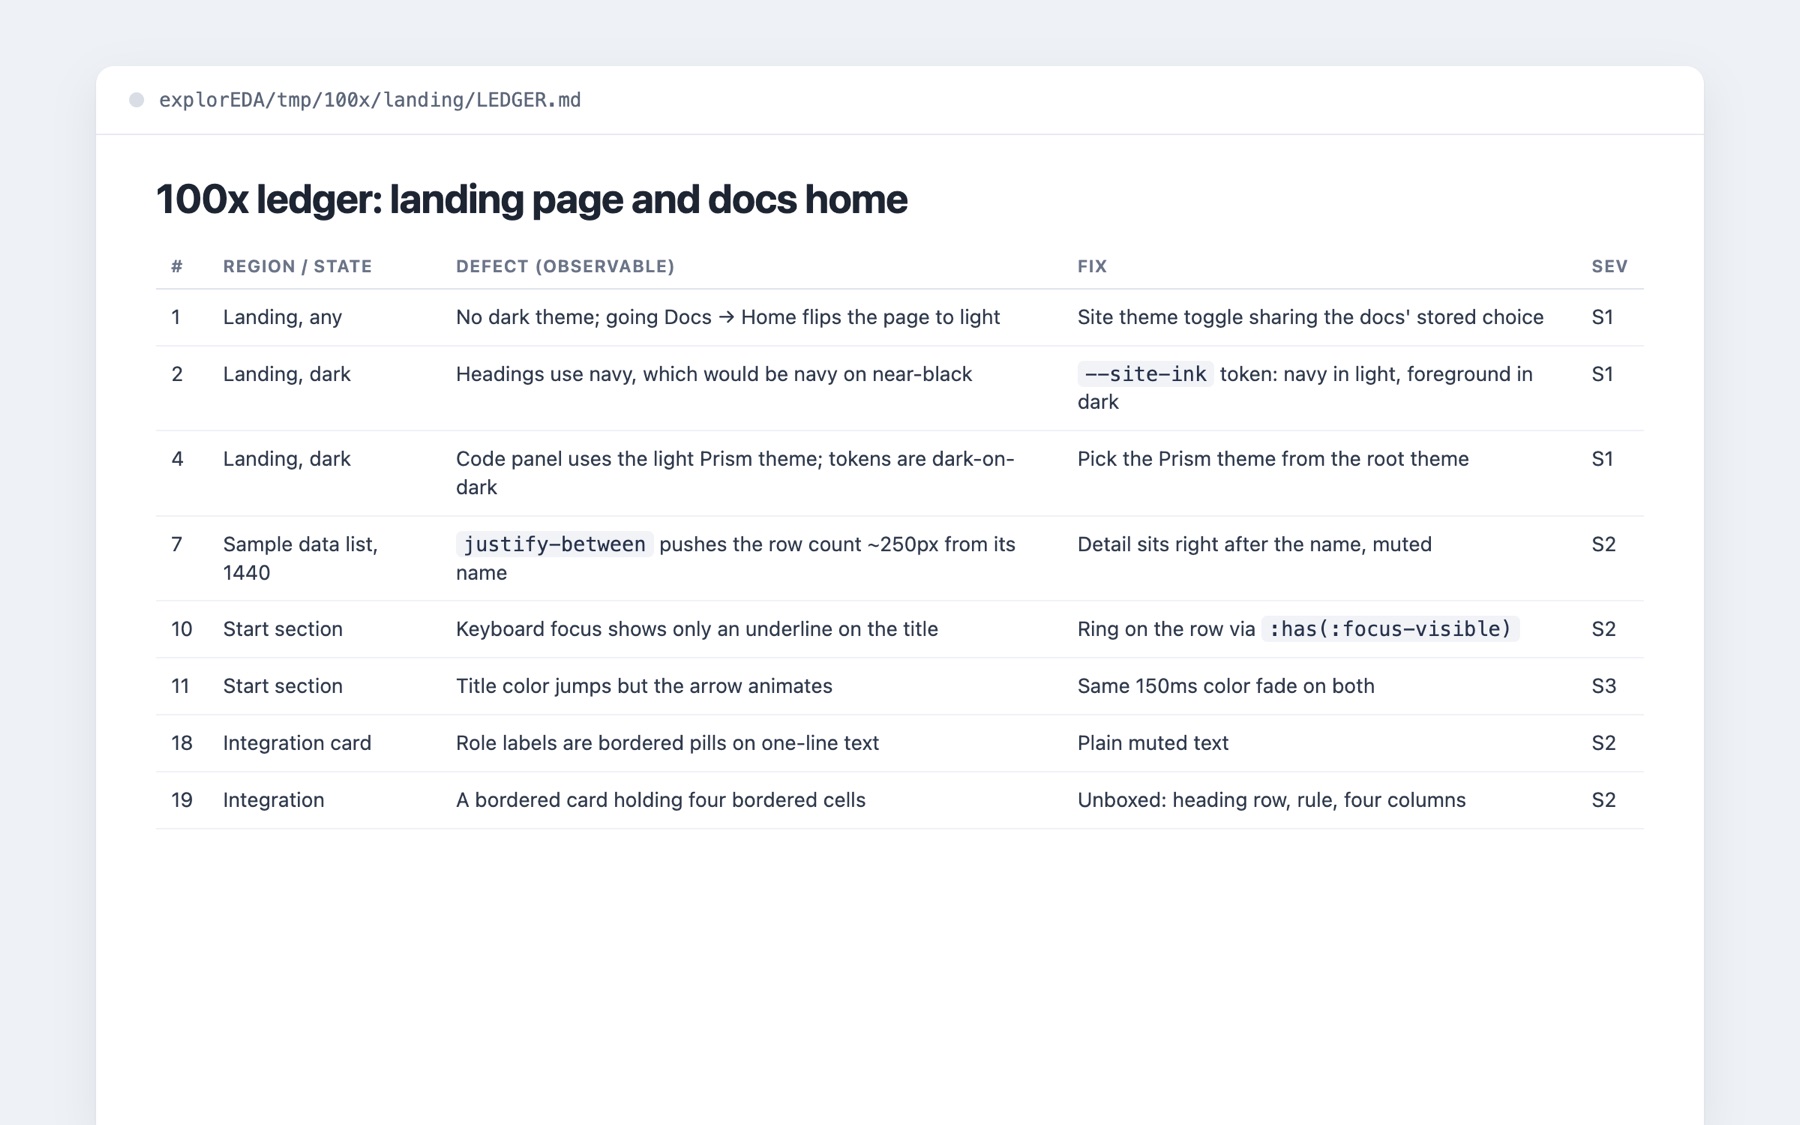 explorEDA/tmp/100x/landing/LEDGER.md
100x ledger: landing page and docs home
# REGION / STATE DEFECT (OBSERVABLE) FIX SEV
1 Landing, any No dark theme; going Docs → Home flips the page to light Site theme toggle sharing the docs' stored choice S1
2 Landing, dark Headings use navy, which would be navy on near-black --site-ink token: navy in light, foreground in S1
dark
4 Landing, dark Code panel uses the light Prism theme; tokens are dark-on- Pick the Prism theme from the root theme S1
dark
7 Sample data list, justify-between pushes the row count ~250px from its Detail sits right after the name, muted S2
1440 name
10 Start section Keyboard focus shows only an underline on the title Ring on the row via :has(:focus-visible) S2
11 Start section Title color jumps but the arrow animates Same 150ms color fade on both S3
18 Integration card Role labels are bordered pills on one-line text Plain muted text S2
19 Integration A bordered card holding four bordered cells Unboxed: heading row, rule, four columns S2